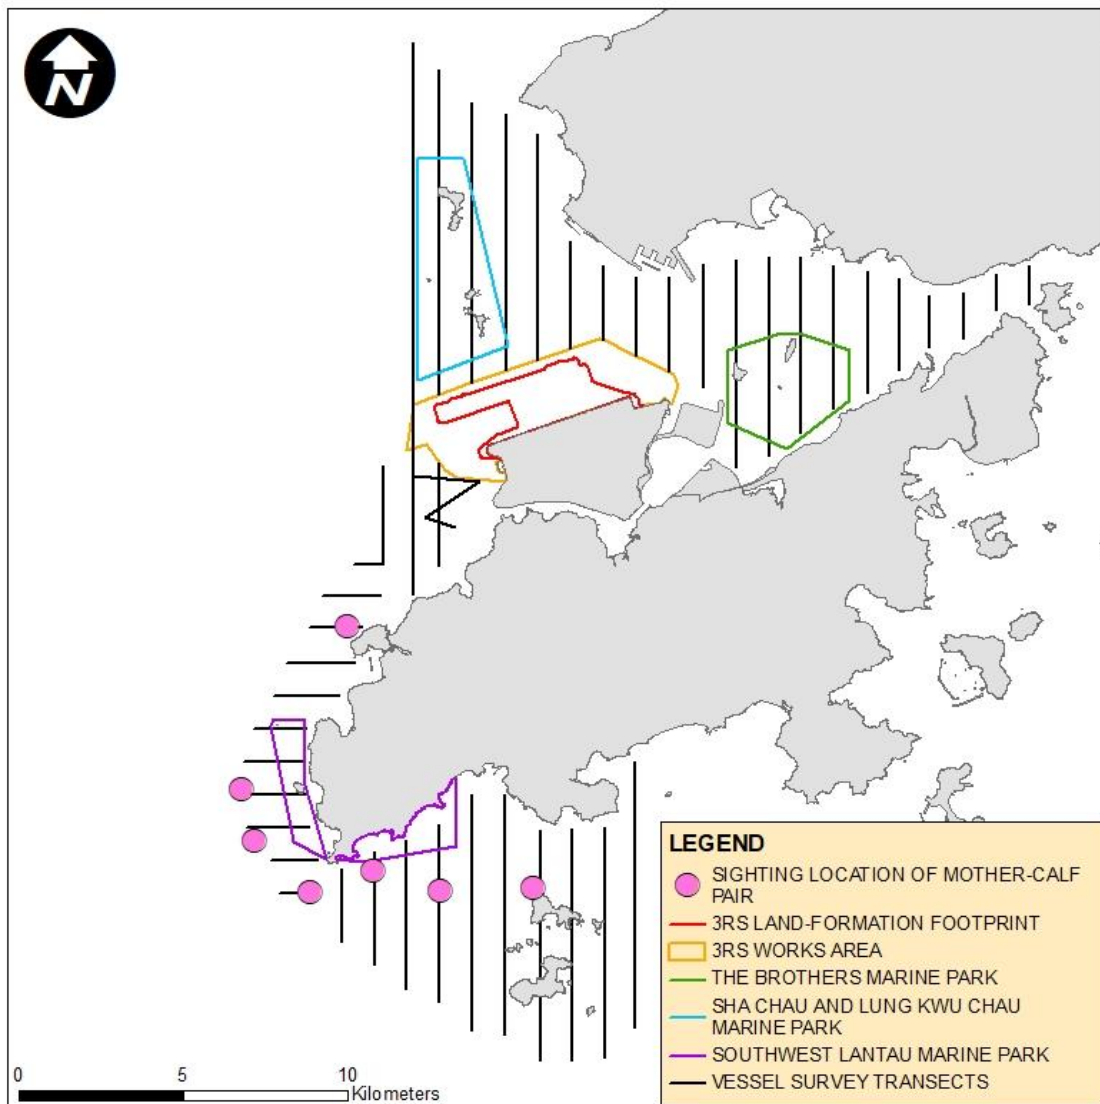 N
LEGEND
SIGHTING LOCATION OF MOTHER-CALF
PAIR
3RS LAND-FORMATION FOOTPRINT
3RS WORKS AREA
THE BROTHERS MARINE PARK
SHA CHAU AND LUNG KWU CHAU
MARINE PARK
SOUTHWEST LANTAU MARINE PARK
VESSEL SURVEY TRANSECTS
0 5 10
Kilometers